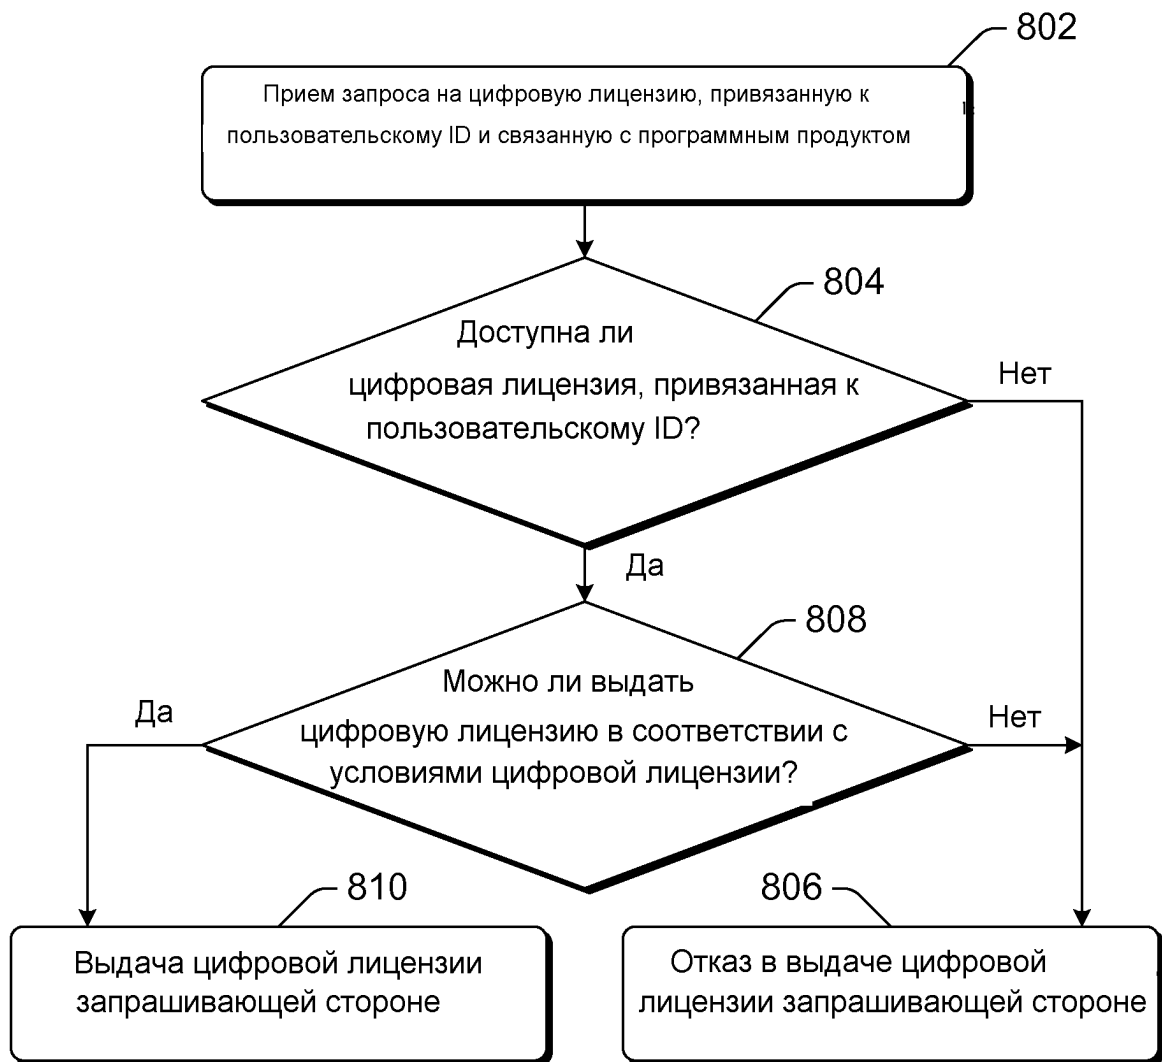 802
Прием запроса на цифровую лицензию, привязанную к
пользовательскому ID и связанную с программным продуктом
804
Доступна ли
цифровая лицензия, привязанная к
пользовательскому ID?
Нет
Да
808
Можно ли выдать
цифровую лицензию в соответствии с
условиями цифровой лицензии?
Да
Нет
810
Выдача цифровой лицензии
запрашивающей стороне
806
Отказ в выдаче цифровой
лицензии запрашивающей стороне